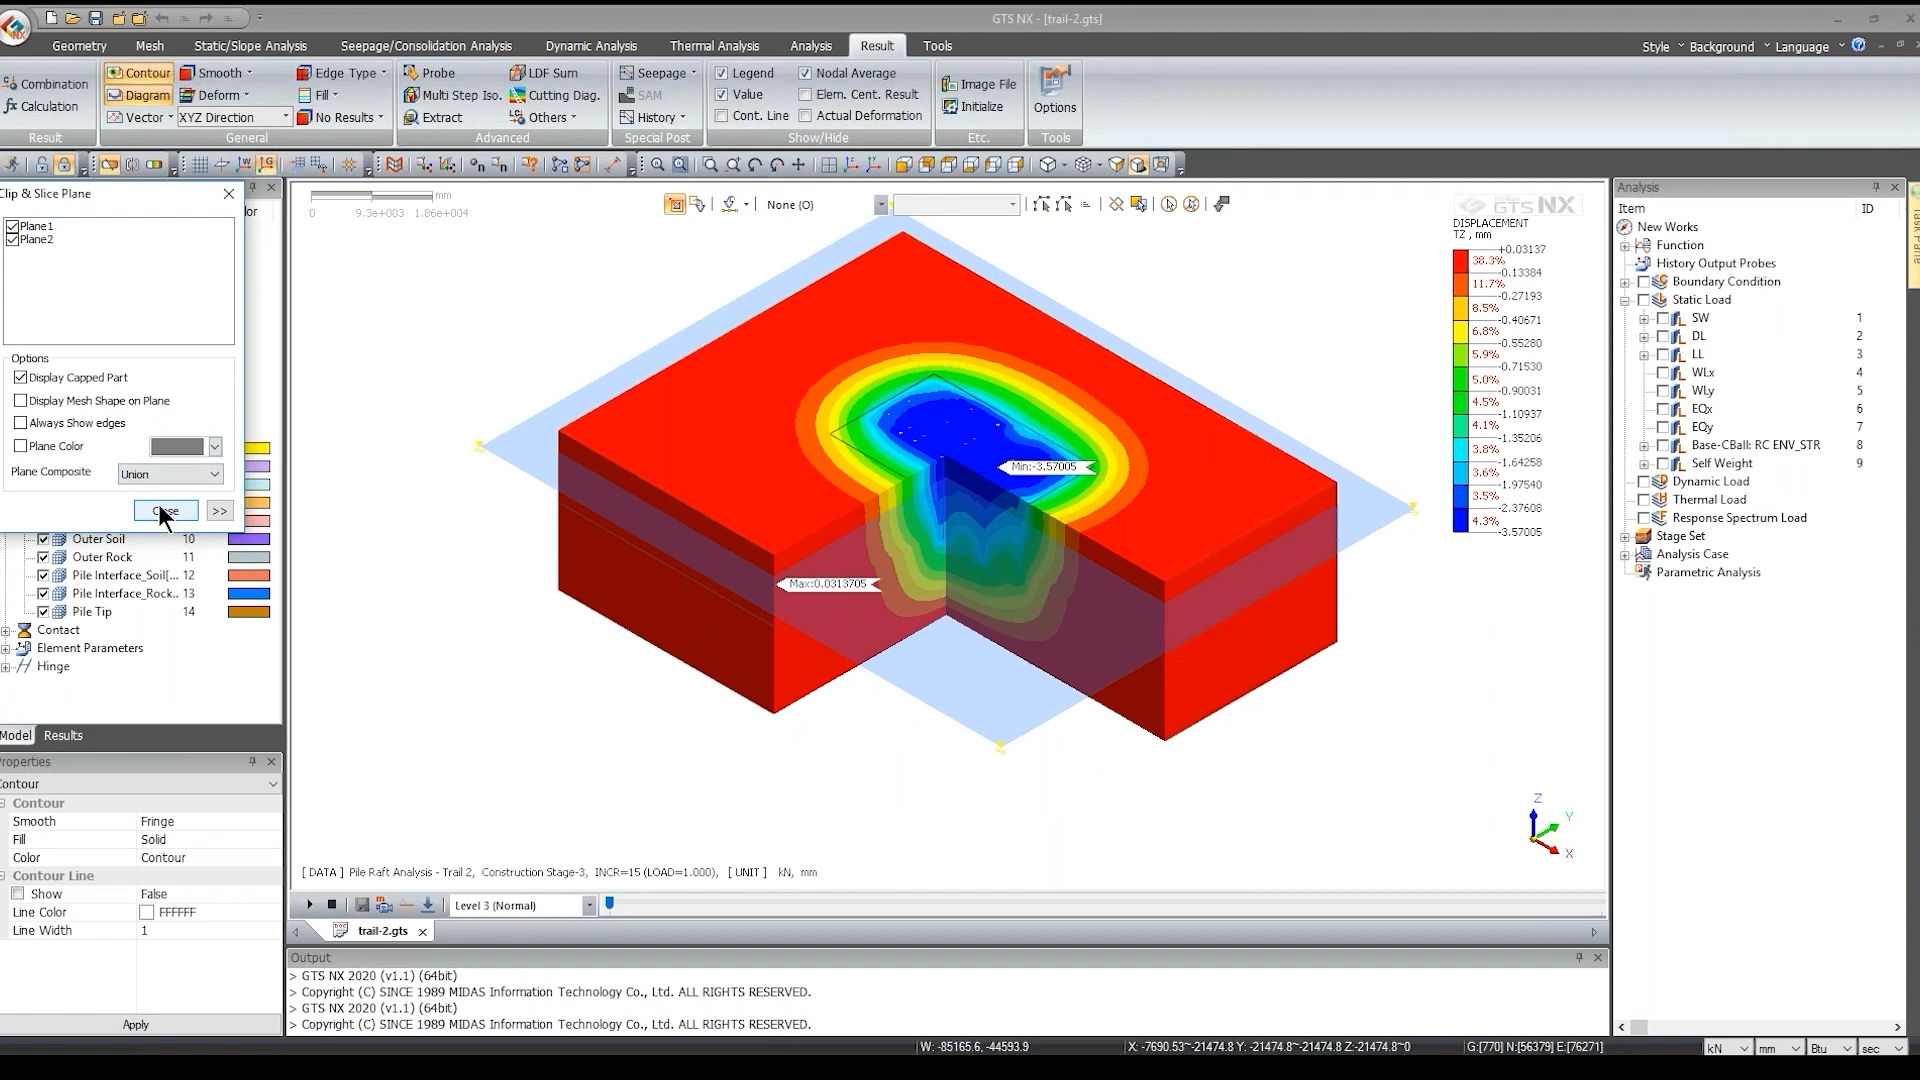 GTS NX - [trail-2.gts]
Geometry Mesh Static/Slope Analysis Seepage/Consolidation Analysis Dynamic Analysis Thermal Analysis Analysis Result Tools
Style Background Language
Combination
Calculation
Result
Contour Smooth Edge Type
Diagram Deform Fill
Vector XYZ Direction No Results
General
Probe LDF Sum
Multi Step Iso. Cutting Diag.
Extract Others
Advanced
Seepage
SAM
History
Special Post
Legend Nodal Average
Value Elem. Cent. Result
Cont. Line Actual Deformation
Show/Hide
Image File
Initialize
Etc.
Options
Tools
Clip & Slice Plane
Plane1
Plane2
Options
Display Capped Part
Display Mesh Shape on Plane
Always Show edges
Plane Color
Plane Composite Union
>>
Outer Soil 10
Outer Rock 11
Pile Interface_Soil[... 12
Pile Interface_Rock.. 13
Pile Tip 14
Contact
Element Parameters
Hinge
Model Results
Contour
Contour
Smooth Fringe
Fill Solid
Color Contour
Contour Line
Show False
Line Color FFFFFF
Line Width 1
Apply
mm
0 9.3e+003 1.86e+004
None (O)
GTS NX
DISPLACEMENT
TZ , mm
+0.03137
38.3%
-0.13384
11.7%
-0.27193
8.5%
-0.40671
6.8%
-0.55280
5.9%
-0.71530
5.0%
-0.90031
4.5%
-1.10937
4.1%
-1.35206
3.8%
-1.64258
3.6%
-1.97540
3.5%
-2.37608
4.3%
-3.57005
Min:-3.57005
Max:0.0313705
Z
Y
X
[ DATA ] Pile Raft Analysis - Trail 2, Construction Stage-3, INCR=15 (LOAD=1.000), [ UNIT ] kN, mm
Level 3 (Normal)
trail-2.gts
Output
> GTS NX 2020 (v1.1) (64bit)
> Copyright (C) SINCE 1989 MIDAS Information Technology Co., Ltd. ALL RIGHTS RESERVED.
> GTS NX 2020 (v1.1) (64bit)
> Copyright (C) SINCE 1989 MIDAS Information Technology Co., Ltd. ALL RIGHTS RESERVED.
Analysis
Item ID
New Works
Function
History Output Probes
Boundary Condition
Static Load
SW 1
DL 2
LL 3
WLx 4
WLy 5
EQx 6
EQy 7
Base-CBall: RC ENV_STR 8
Self Weight 9
Dynamic Load
Thermal Load
Response Spectrum Load
Stage Set
Analysis Case
Parametric Analysis
W: -85165.6, -44593.9 X: -7690.53~-21474.8 Y: -21474.8~-21474.8 Z:-21474.8~0 G:[770] N:[56379] E:[76271] kN mm Btu sec